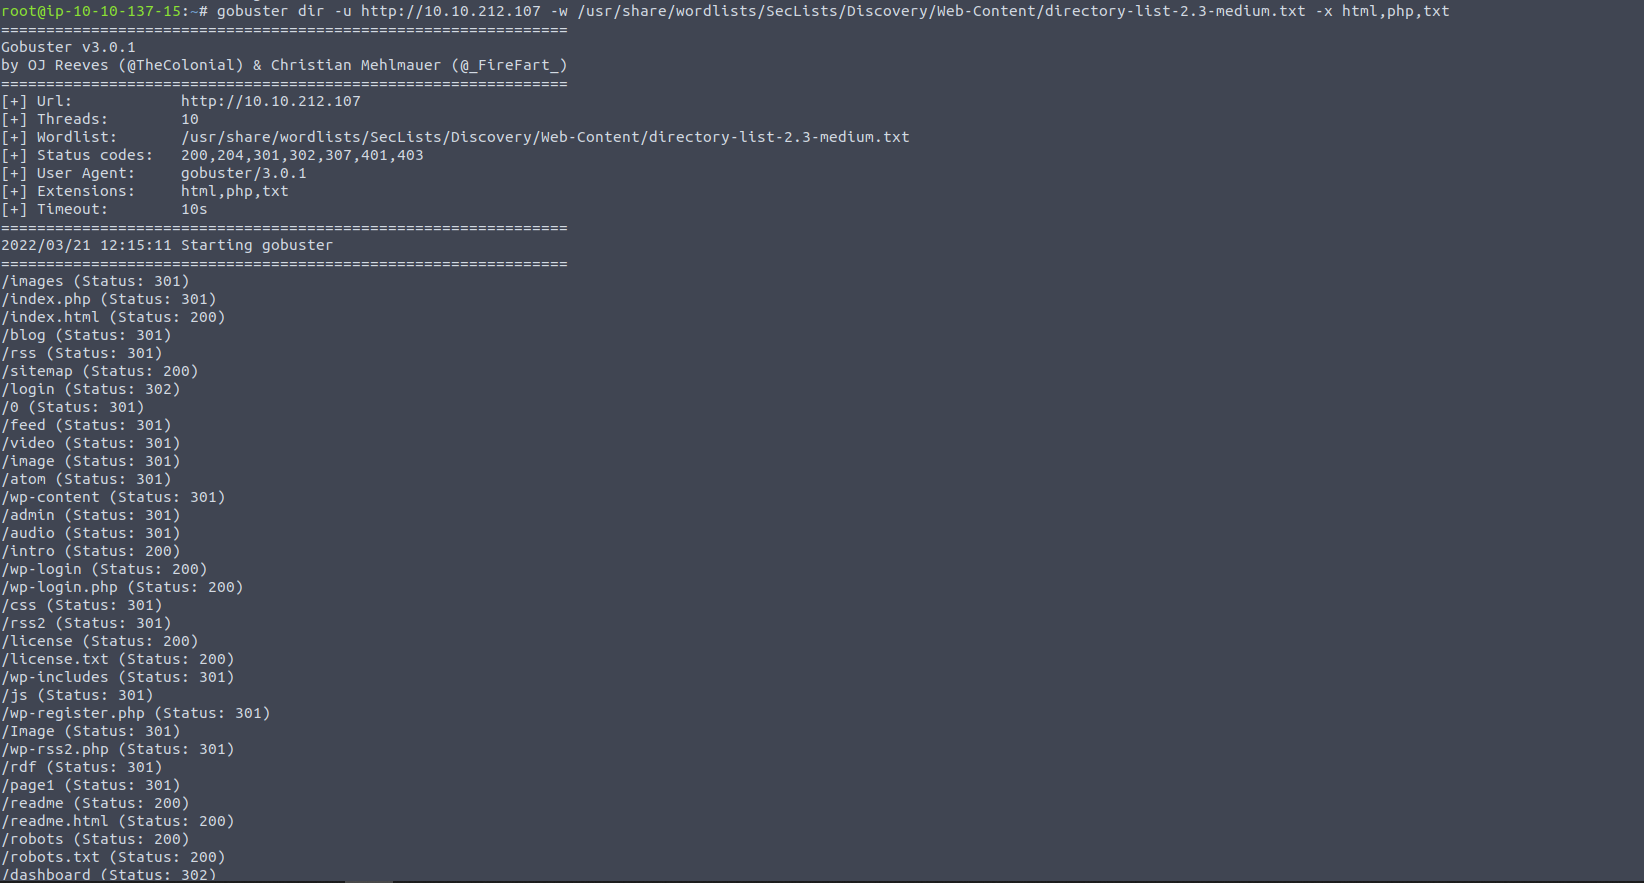 root@ip-10-10-137-15:~# gobuster dir -u http://10.10.212.107 -w /usr/share/wordlists/SecLists/Discovery/Web-Content/directory-list-2.3-medium.txt -x html,php,txt
===============================================================
Gobuster v3.0.1
by OJ Reeves (@TheColonial) & Christian Mehlmauer (@_FireFart_)
===============================================================
[+] Url:            http://10.10.212.107
[+] Threads:        10
[+] Wordlist:       /usr/share/wordlists/SecLists/Discovery/Web-Content/directory-list-2.3-medium.txt
[+] Status codes:   200,204,301,302,307,401,403
[+] User Agent:     gobuster/3.0.1
[+] Extensions:     html,php,txt
[+] Timeout:        10s
===============================================================
2022/03/21 12:15:11 Starting gobuster
===============================================================
/images (Status: 301)
/index.php (Status: 301)
/index.html (Status: 200)
/blog (Status: 301)
/rss (Status: 301)
/sitemap (Status: 200)
/login (Status: 302)
/0 (Status: 301)
/feed (Status: 301)
/video (Status: 301)
/image (Status: 301)
/atom (Status: 301)
/wp-content (Status: 301)
/admin (Status: 301)
/audio (Status: 301)
/intro (Status: 200)
/wp-login (Status: 200)
/wp-login.php (Status: 200)
/css (Status: 301)
/rss2 (Status: 301)
/license (Status: 200)
/license.txt (Status: 200)
/wp-includes (Status: 301)
/js (Status: 301)
/wp-register.php (Status: 301)
/Image (Status: 301)
/wp-rss2.php (Status: 301)
/rdf (Status: 301)
/page1 (Status: 301)
/readme (Status: 200)
/readme.html (Status: 200)
/robots (Status: 200)
/robots.txt (Status: 200)
/dashboard (Status: 302)